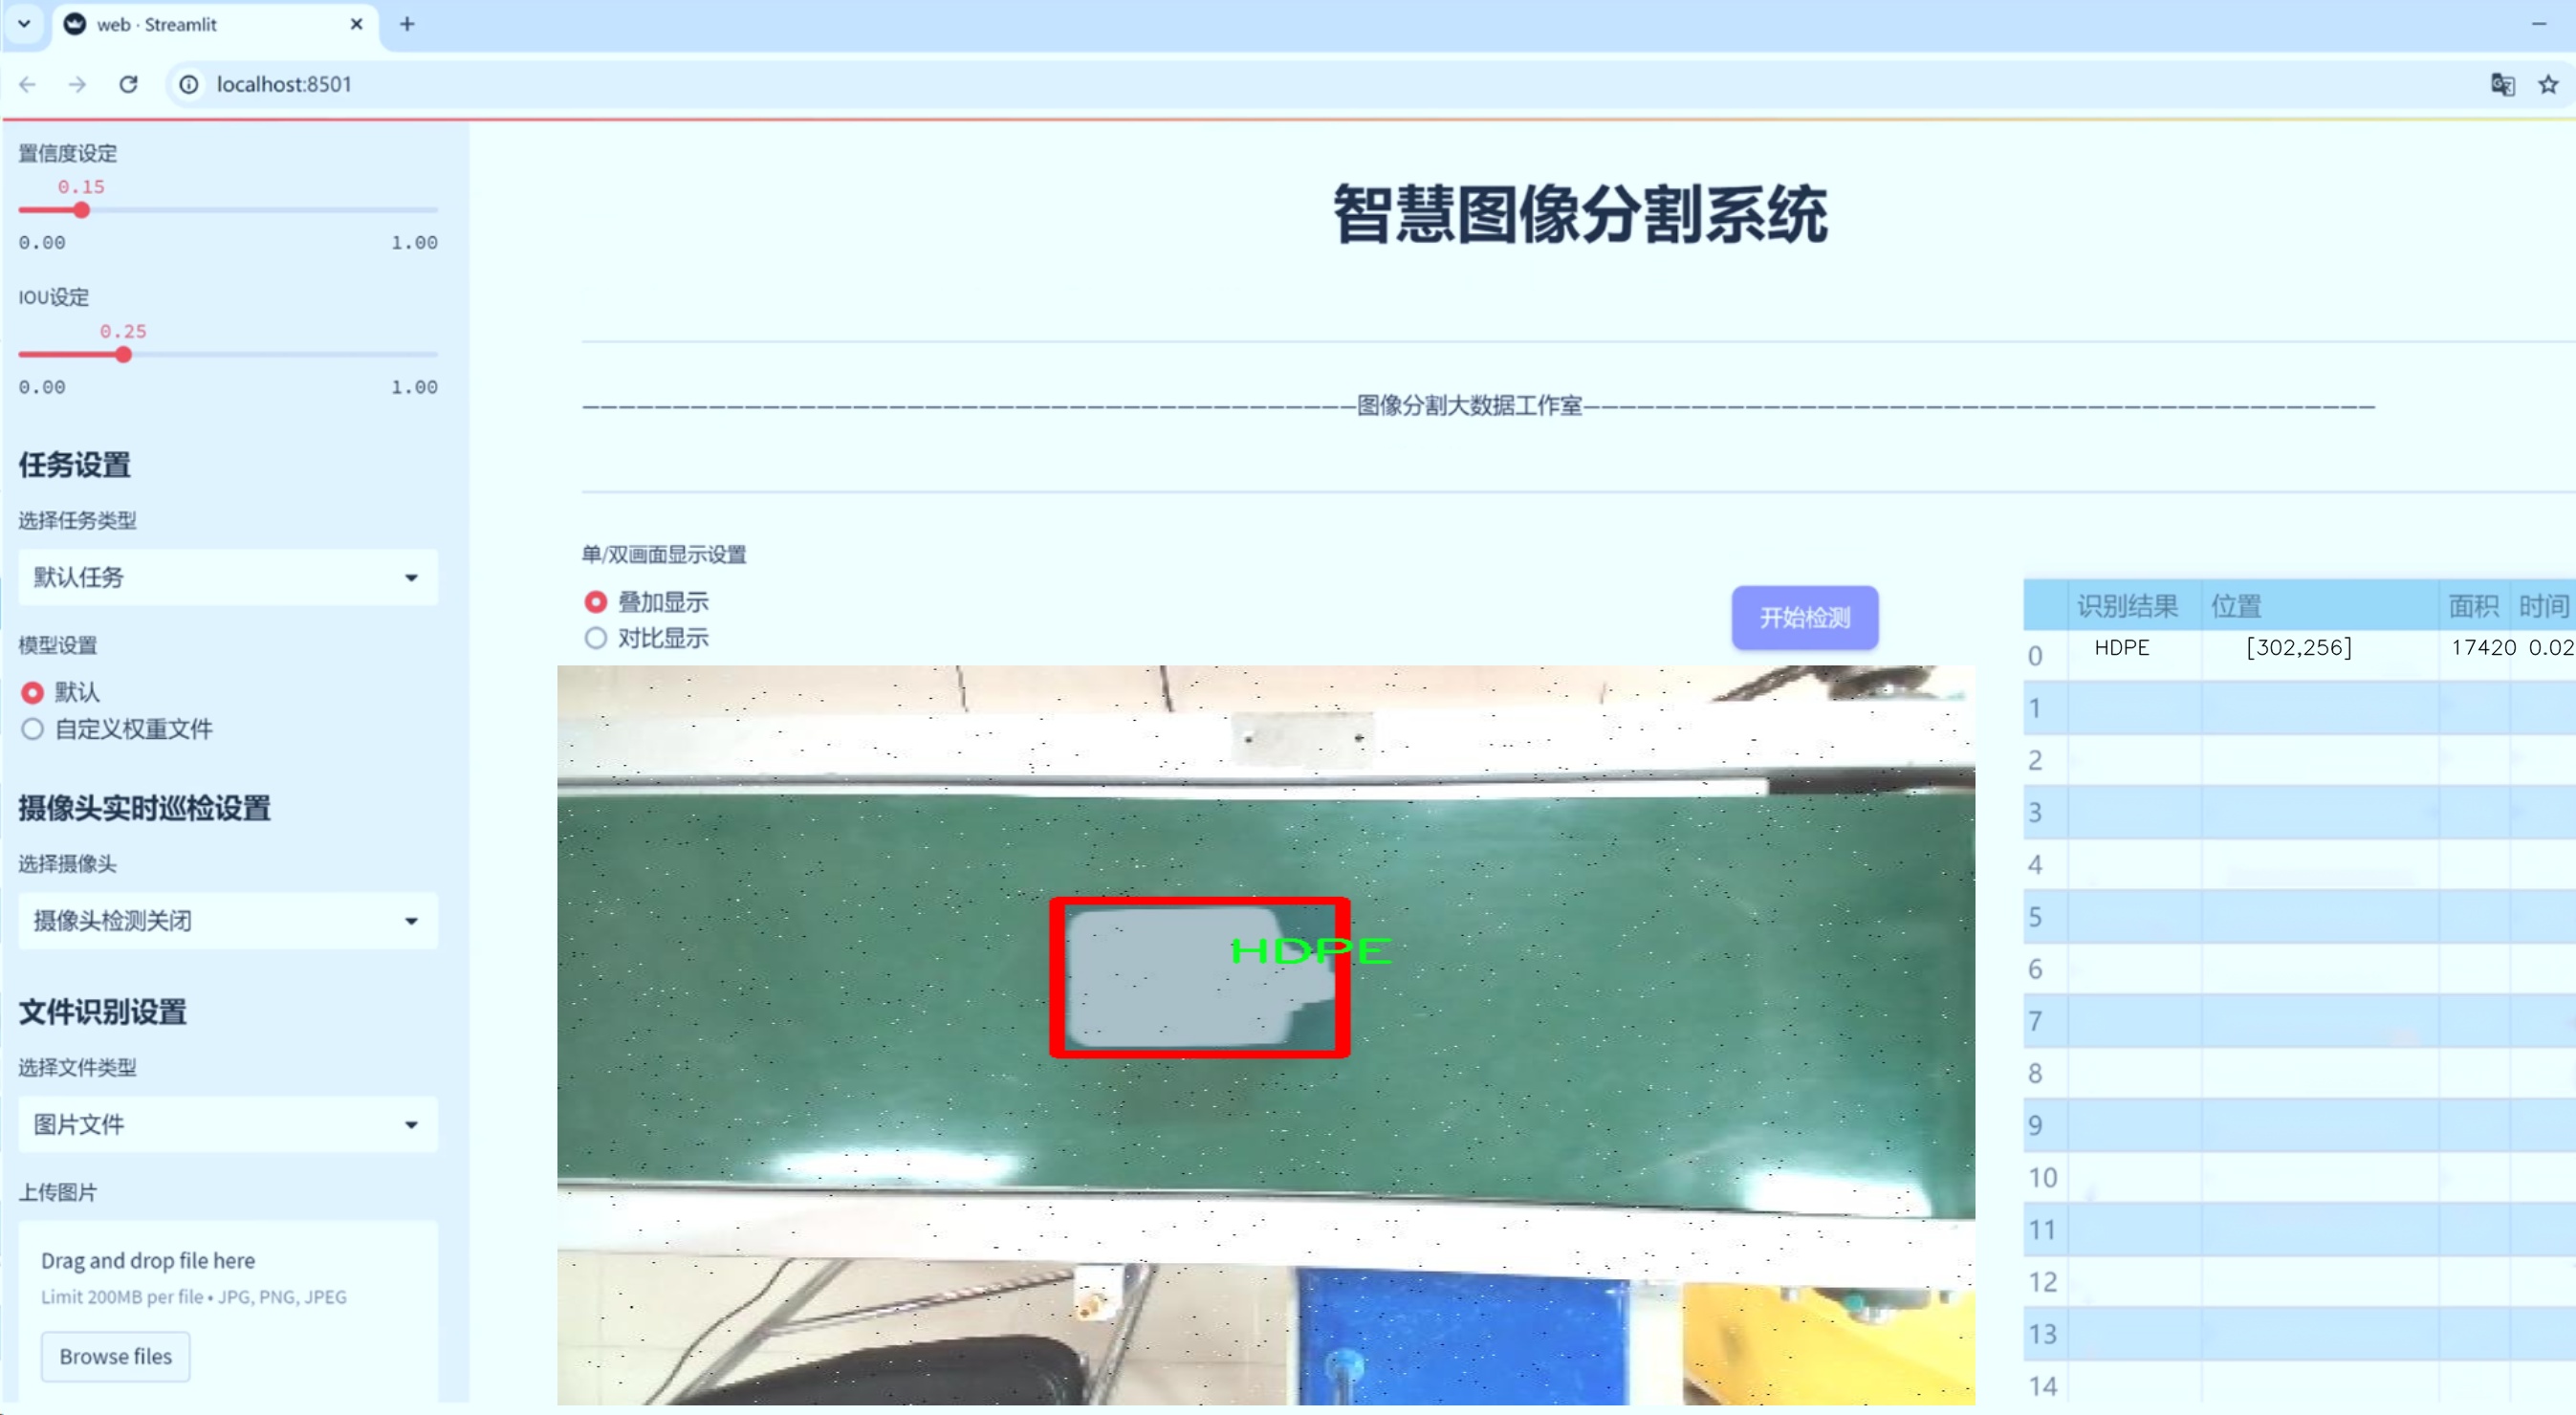 web · Streamlit
localhost:8501
置信度设定
0.15
0.00 1.00
IOU设定
0.25
0.00 1.00
任务设置
选择任务类型
默认任务
模型设置
默认
自定义权重文件
摄像头实时巡检设置
选择摄像头
摄像头检测关闭
文件识别设置
选择文件类型
图片文件
上传图片
Drag and drop file here
Limit 200MB per file • JPG, PNG, JPEG
Browse files
智慧图像分割系统
图像分割大数据工作室
单/双画面显示设置
叠加显示
对比显示
开始检测
HDPE
识别结果 位置 面积 时间
0 HDPE [302,256] 17420 0.02
1
2
3
4
5
6
7
8
9
10
11
12
13
14